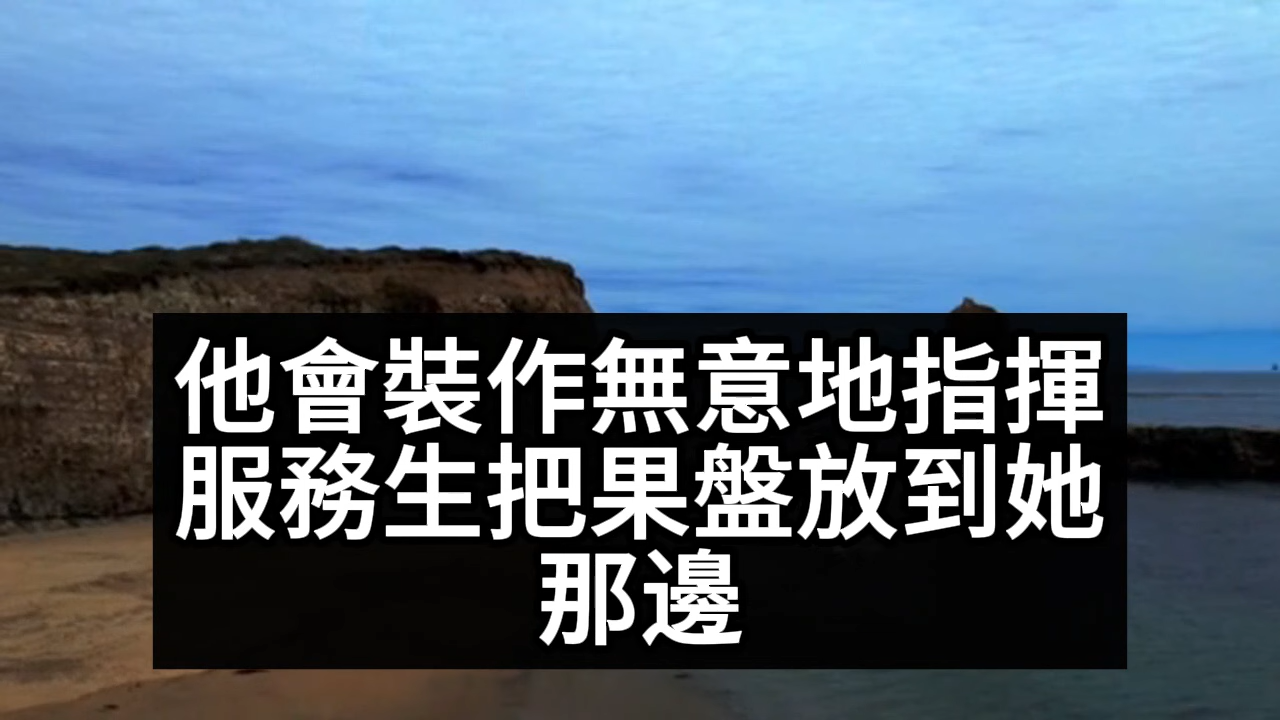 他會裝作無意地指揮
服務生把果盤放到她
那邊